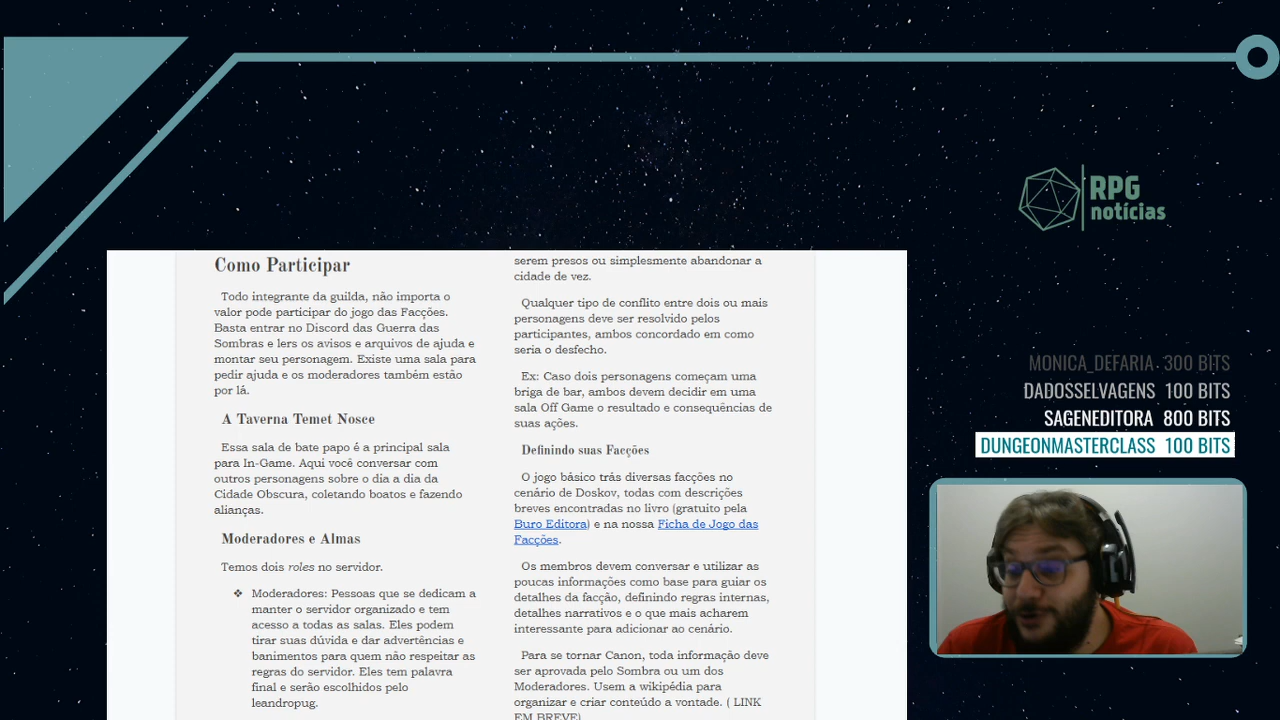 RPG
notícias
Como Participar
Todo integrante da guilda, não importa o
valor pode participar do jogo das Facções.
Basta entrar no Discord das Guerra das
Sombras e lers os avisos e arquivos de ajuda e
montar seu personagem. Existe uma sala para
pedir ajuda e os moderadores também estão
por lá.
A Taverna Temet Nosce
Essa sala de bate papo é a principal sala
para In-Game. Aqui você conversar com
outros personagens sobre o dia a dia da
Cidade Obscura, coletando boatos e fazendo
alianças.
Moderadores e Almas
Temos dois roles no servidor.
❖ Moderadores: Pessoas que se dedicam a
manter o servidor organizado e tem
acesso a todas as salas. Eles podem
tirar suas dúvida e dar advertências e
banimentos para quem não respeitar as
regras do servidor. Eles tem palavra
final e serão escolhidos pelo
leandropug.
serem presos ou simplesmente abandonar a
cidade de vez.
Qualquer tipo de conflito entre dois ou mais
personagens deve ser resolvido pelos
participantes, ambos concordado em como
seria o desfecho.
Ex: Caso dois personagens começam uma
briga de bar, ambos devem decidir em uma
sala Off Game o resultado e consequências de
suas ações.
Definindo suas Facções
O jogo básico trás diversas facções no
cenário de Doskov, todas com descrições
breves encontradas no livro (gratuito pela
Buro Editora) e na nossa Ficha de Jogo das
Facções.
Os membros devem conversar e utilizar as
poucas informações como base para guiar os
detalhes da facção, definindo regras internas,
detalhes narrativos e o que mais acharem
interessante para adicionar ao cenário.
Para se tornar Canon, toda informação deve
ser aprovada pelo Sombra ou um dos
Moderadores. Usem a wikipédia para
organizar e criar conteúdo a vontade. ( LINK
EM BREVE)
MONICA_DEFARIA 300 BITS
DADOSSELVAGENS 100 BITS
SAGENEDITORA 800 BITS
DUNGEONMASTERCLASS 100 BITS